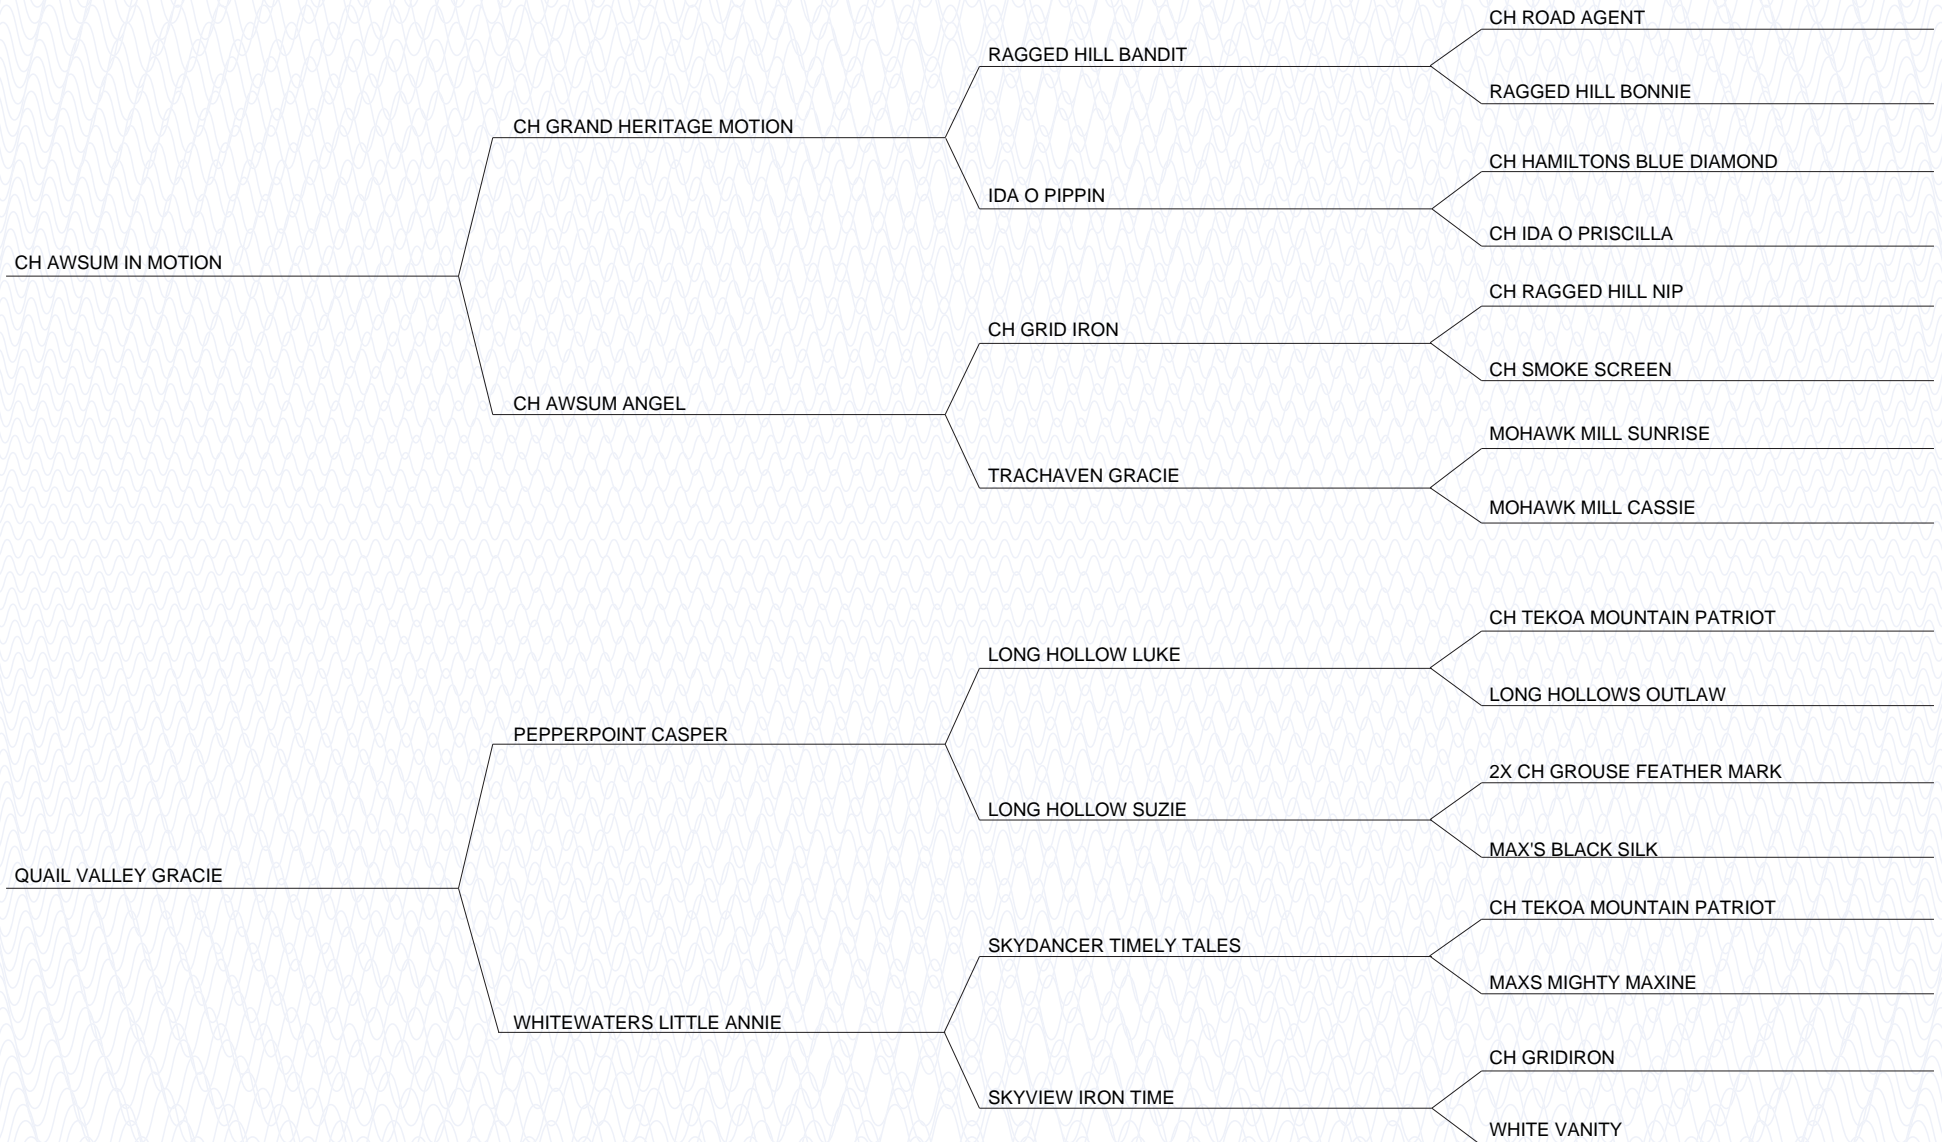 CH ROAD AGENT
RAGGED HILL BANDIT
RAGGED HILL BONNIE
CH GRAND HERITAGE MOTION
CH HAMILTONS BLUE DIAMOND
IDA O PIPPIN
CH IDA O PRISCILLA
CH AWSUM IN MOTION
CH RAGGED HILL NIP
CH GRID IRON
CH SMOKE SCREEN
CH AWSUM ANGEL
MOHAWK MILL SUNRISE
TRACHAVEN GRACIE
MOHAWK MILL CASSIE
CH TEKOA MOUNTAIN PATRIOT
LONG HOLLOW LUKE
LONG HOLLOWS OUTLAW
PEPPERPOINT CASPER
2X CH GROUSE FEATHER MARK
LONG HOLLOW SUZIE
MAX'S BLACK SILK
QUAIL VALLEY GRACIE
CH TEKOA MOUNTAIN PATRIOT
SKYDANCER TIMELY TALES
MAXS MIGHTY MAXINE
WHITEWATERS LITTLE ANNIE
CH GRIDIRON
SKYVIEW IRON TIME
WHITE VANITY